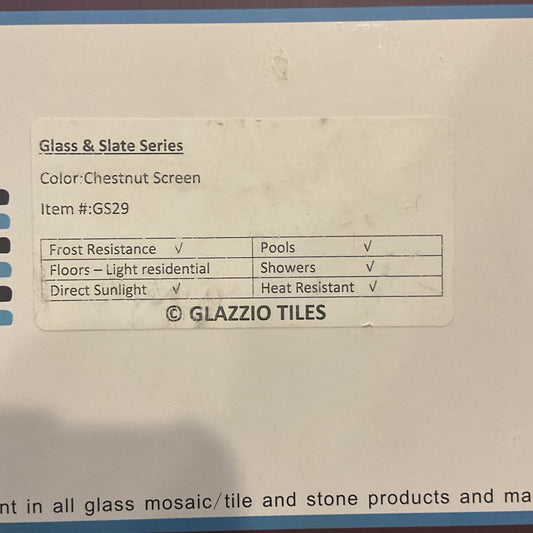 Glass & Slate Series
Color:Chestnut Screen
Item #:GS29
Frost Resistance √ Pools √
Floors – Light residential Showers √
Direct Sunlight √ Heat Resistant √
© GLAZZIO TILES
nt in all glass mosaic/tile and stone products and ma